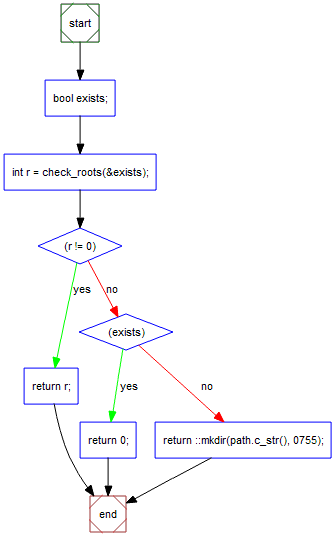 start
bool exists;
int r = check_roots(&exists);
(r != 0)
yes
no
(exists)
return r;
yes
no
return 0;
return ::mkdir(path.c_str(), 0755);
end